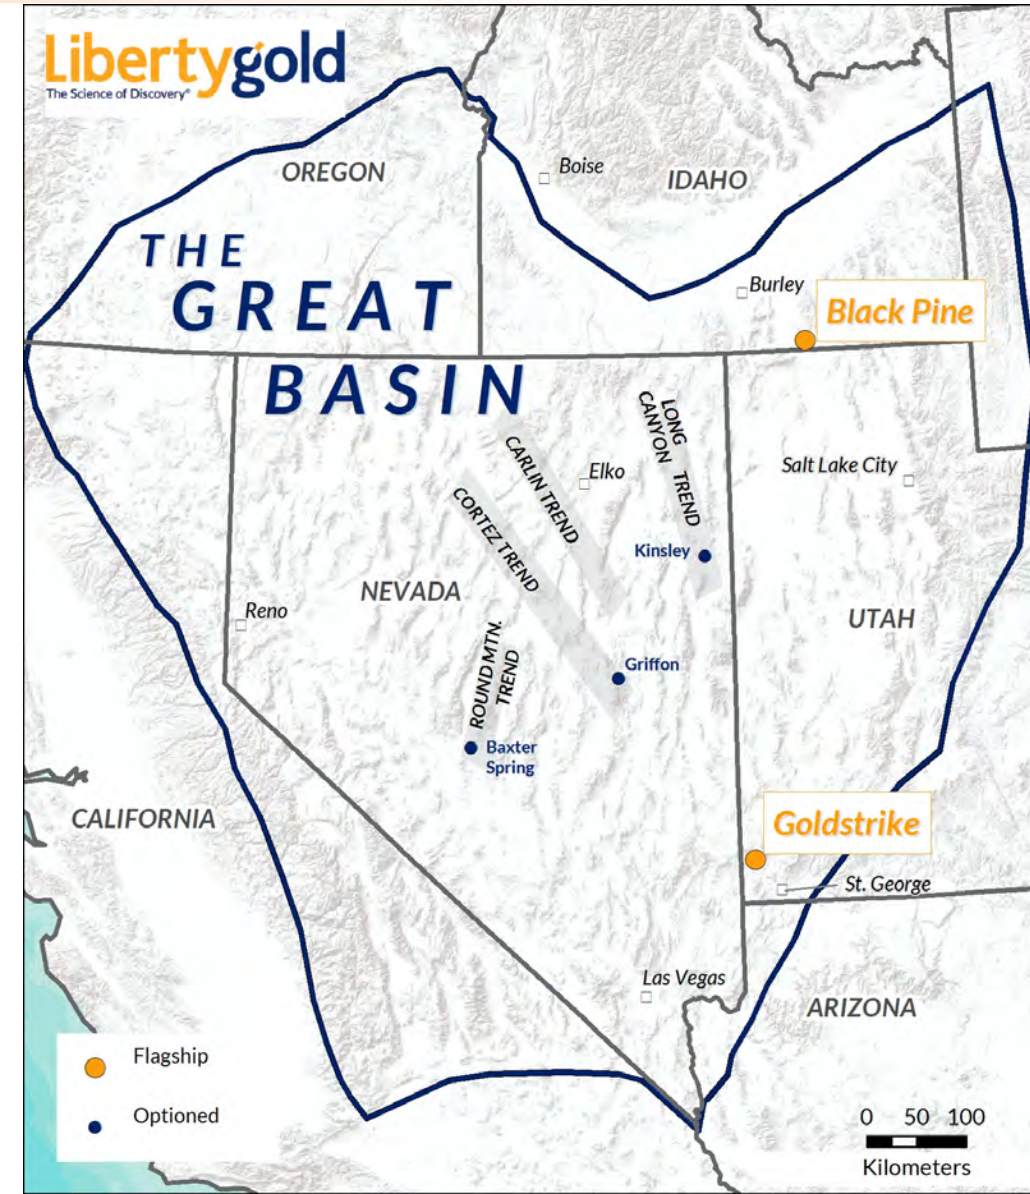 Libertygold
The Science of Discovery®
OREGON
Boise
IDAHO
THE
GREAT
BASIN
Burley
Black Pine
LONG
CANYON TREND
CARLIN TREND
Elko
Salt Lake City
CORTEZ TREND
Kinsley
NEVADA
Reno
UTAH
ROUND MTN.
TREND
Griffon
Baxter
Spring
CALIFORNIA
Goldstrike
St. George
Las Vegas
ARIZONA
Flagship
Optioned
0 50 100
Kilometers